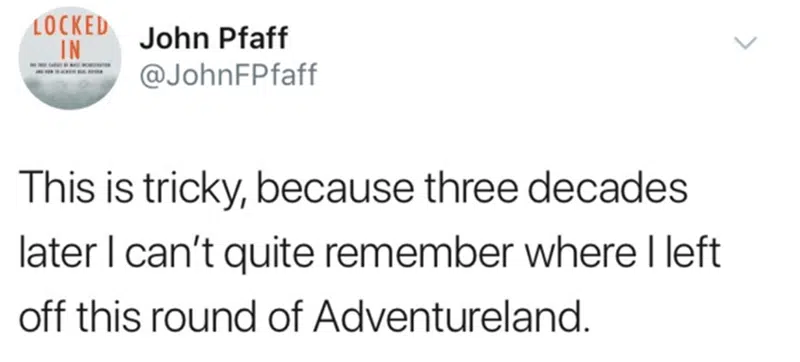 LOCKED
IN
John Pfaff
@JohnFPfaff
This is tricky, because three decades
later I can't quite remember where I left
off this round of Adventureland.